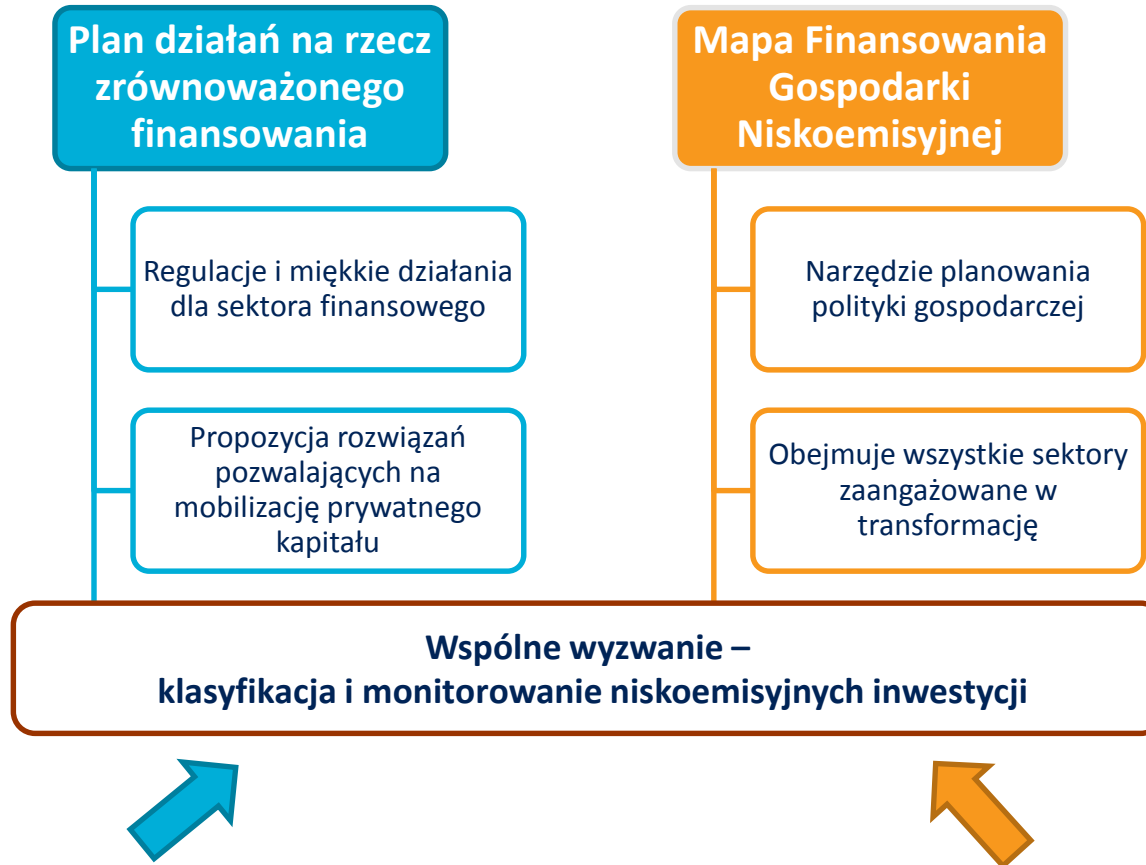 Plan działań na rzecz
zrównoważonego
finansowania
Regulacje i miękkie działania
dla sektora finansowego
Propozycja rozwiązań
pozwalających na
mobilizację prywatnego
kapitału
Mapa Finansowania
Gospodarki
Niskoemisyjnej
Narzędzie planowania
polityki gospodarczej
Obejmuje wszystkie sektory
zaangażowane w
transformację
Wspólne wyzwanie –
klasyfikacja i monitorowanie niskoemisyjnych inwestycji